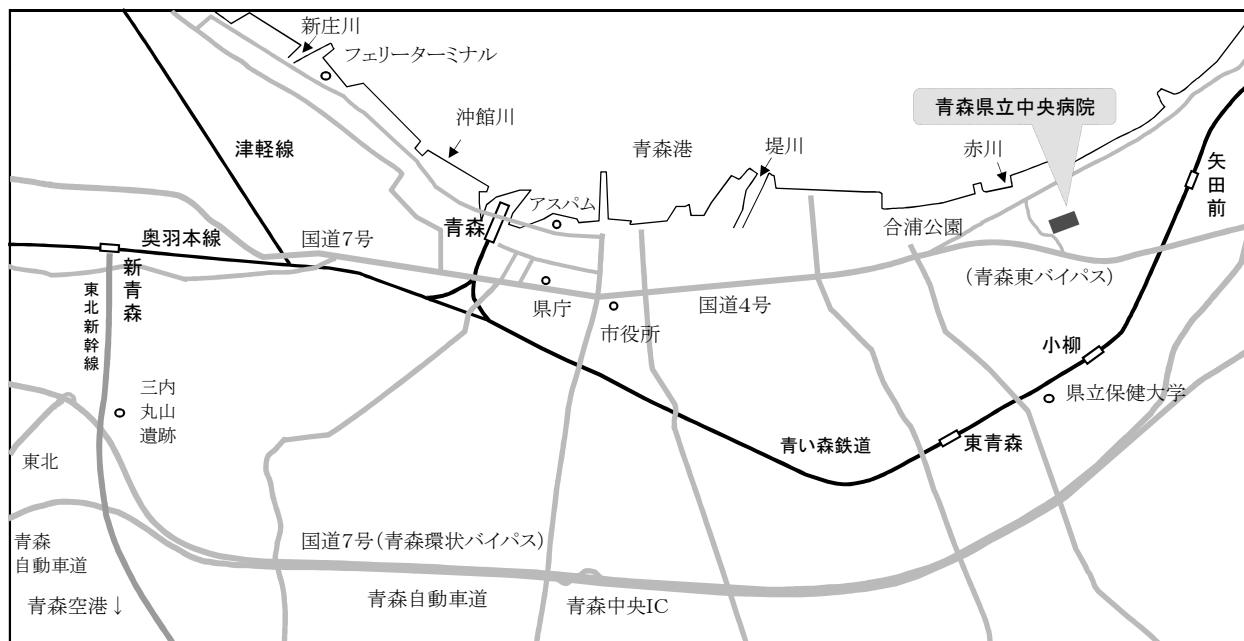 新庄川
フェリーターミナル
沖館川
津軽線
青森港
堤川
赤川
青森県立中央病院
矢田前
青森
アスパム
合浦公園
奥羽本線
国道7号
新青森
東北新幹線
県庁
市役所
国道4号
(青森東バイパス)
小柳
県立保健大学
三内
丸山
遺跡
東北
青い森鉄道
東青森
国道7号(青森環状バイパス)
青森
自動車道
青森自動車道
青森中央IC
青森空港↓